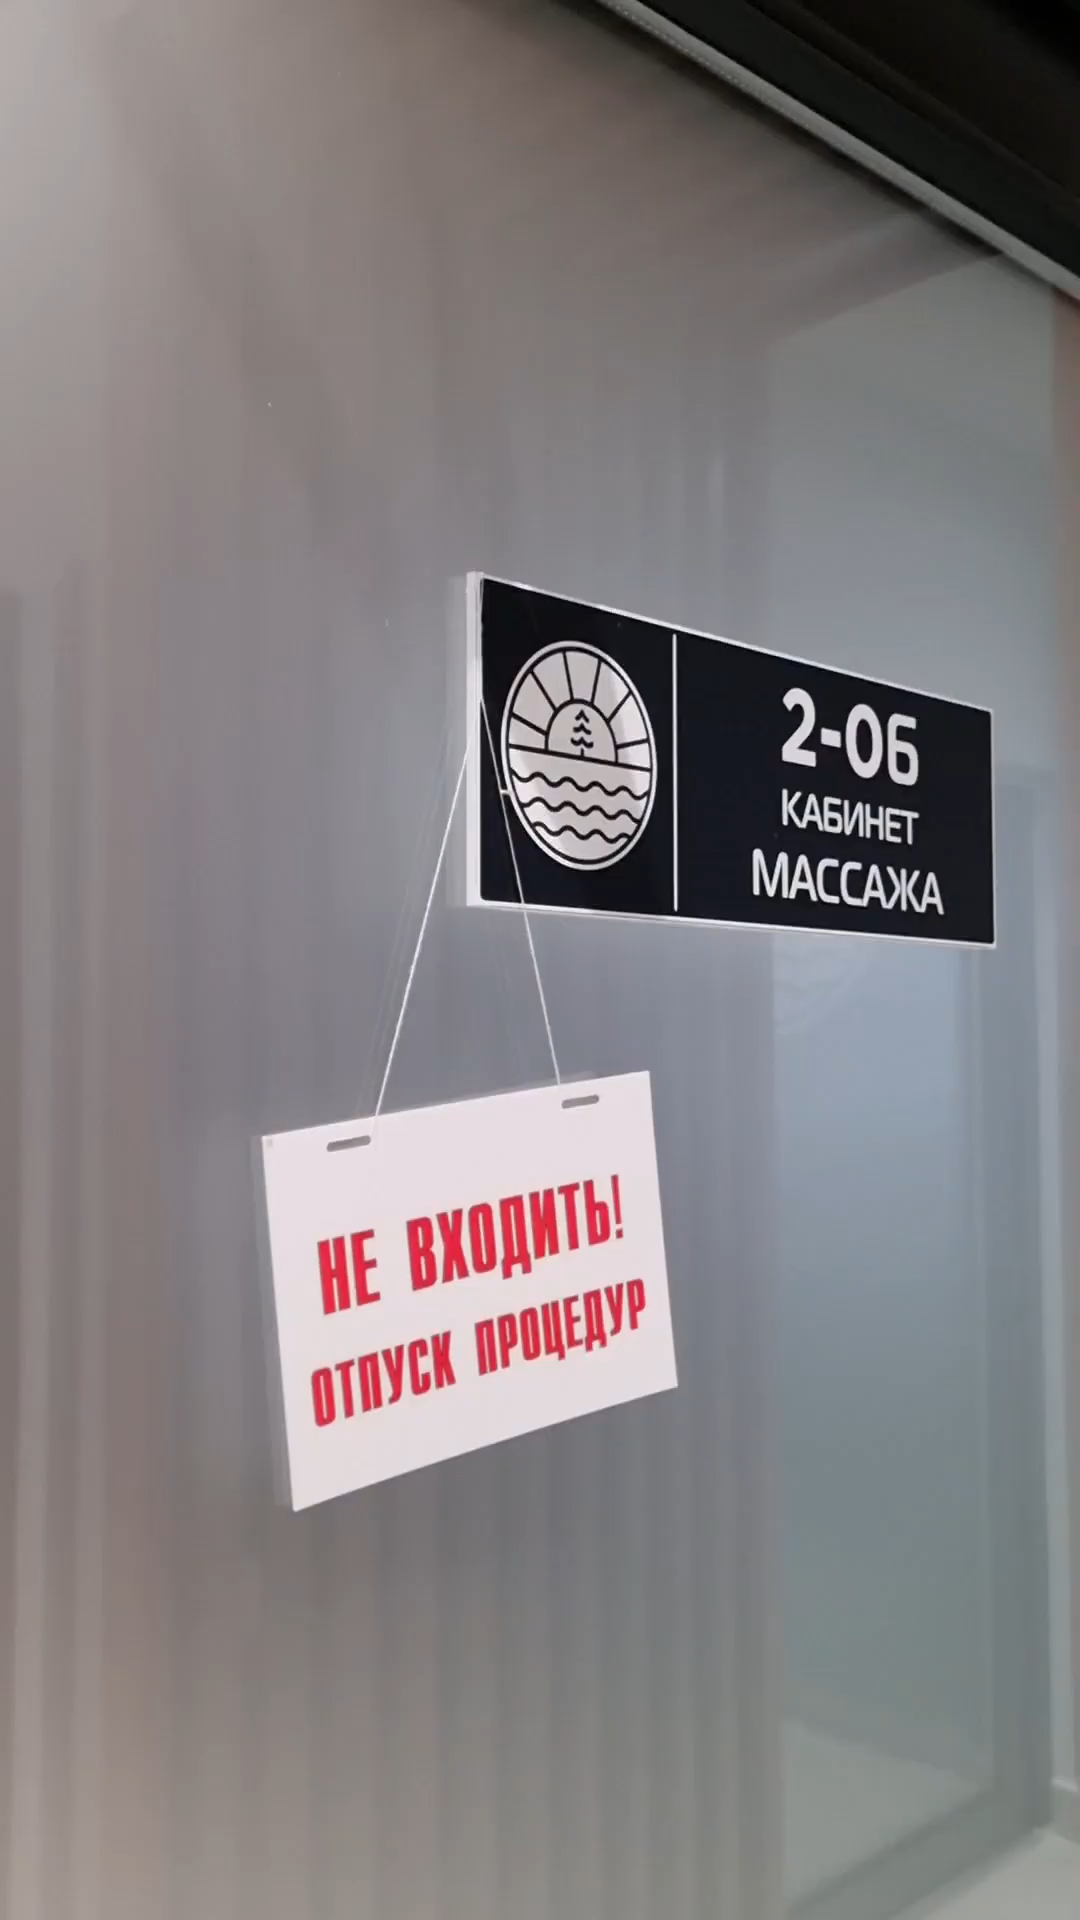 2-06
КАБИНЕТ
МАССАЖА
НЕ ВХОДИТЬ!
ОТПУСК ПРОЦЕДУР